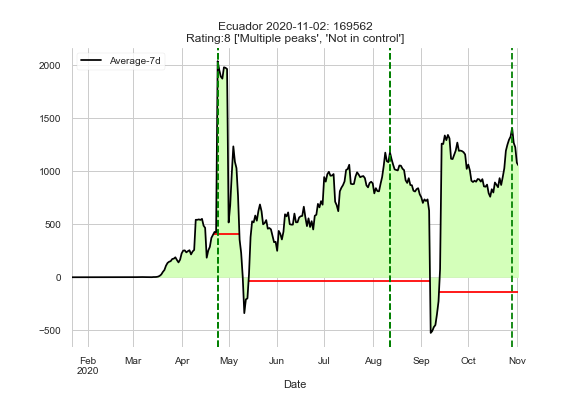 Ecuador 2020-11-02: 169562
Rating:8 ['Multiple peaks', 'Not in control']
Average-7d
2000
1500
1000
500
0
−500
Feb Mar Apr May Jun Jul Aug Sep Oct Nov
2020
Date